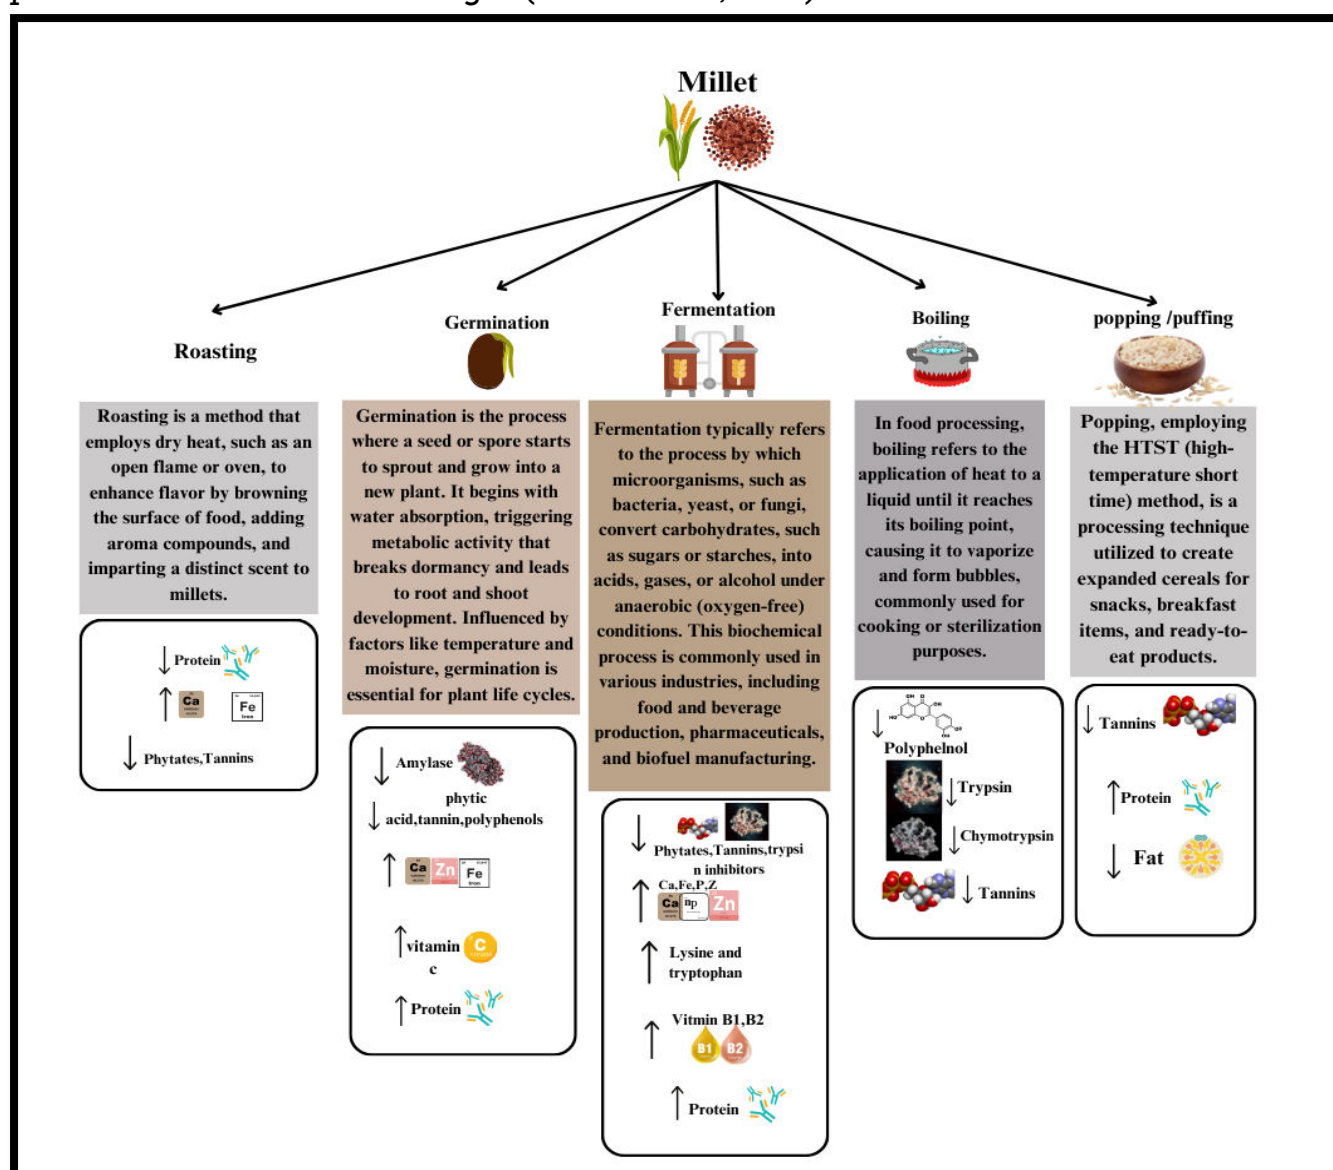 Millet
Roasting
Roasting is a method that
employs dry heat, such as an
open flame or oven, to
enhance flavor by browning
the surface of food, adding
aroma compounds, and
imparting a distinct scent to
millets.
Protein
Ca
Fe
Iron
Phytates,Tannins
Germination
Germination is the process
where a seed or spore starts
to sprout and grow into a
new plant. It begins with
water absorption, triggering
metabolic activity that
breaks dormancy and leads
to root and shoot
development. Influenced by
factors like temperature and
moisture, germination is
essential for plant life cycles.
Amylase
phytic
acid,tannin,polyphenols
Ca Zn Fe
Iron
vitamin
c
C
Protein
Fermentation
Fermentation typically refers
to the process by which
microorganisms, such as
bacteria, yeast, or fungi,
convert carbohydrates, such
as sugars or starches, into
acids, gases, or alcohol under
anaerobic (oxygen-free)
conditions. This biochemical
process is commonly used in
various industries, including
food and beverage
production, pharmaceuticals,
and biofuel manufacturing.
Phytates,Tannins,trypsi
n inhibitors
Ca,Fe,P,Z
Ca np Zn
Lysine and
tryptophan
Vitmin B1,B2
B1 B2
Protein
Boiling
In food processing,
boiling refers to the
application of heat to a
liquid until it reaches
its boiling point,
causing it to vaporize
and form bubbles,
commonly used for
cooking or sterilization
purposes.
Polyphelnol
Trypsin
Chymotrypsin
Tannins
popping /puffing
Popping, employing
the HTST (high-
temperature short
time) method, is a
processing technique
utilized to create
expanded cereals for
snacks, breakfast
items, and ready-to-
eat products.
Tannins
Protein
Fat